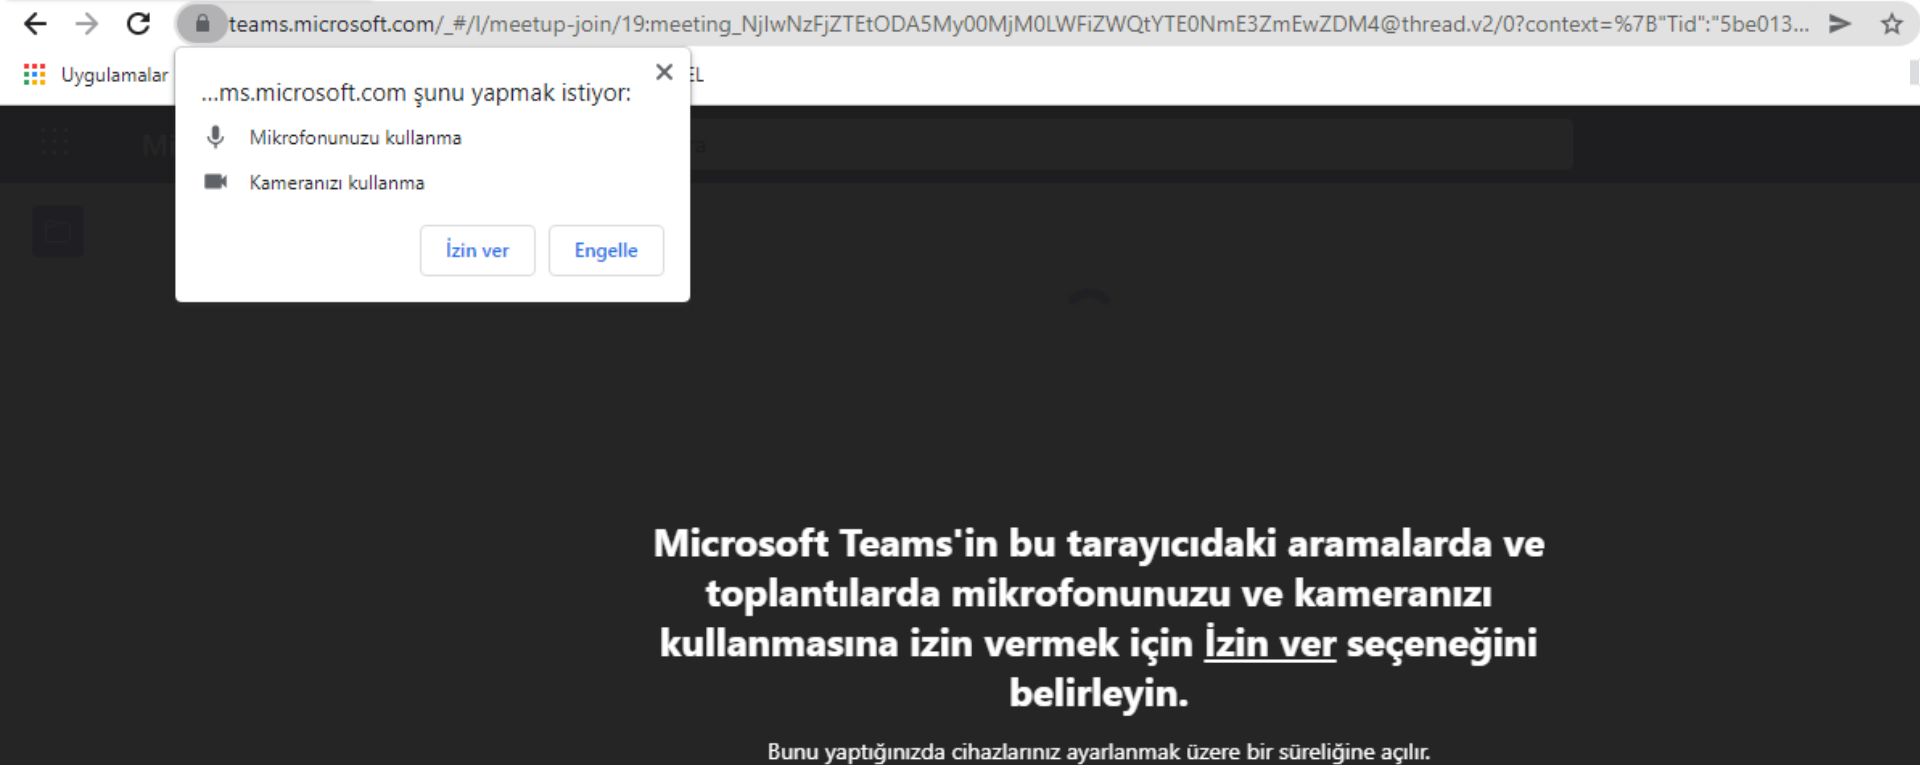 teams.microsoft.com/_#/l/meetup-join/19:meeting_NjIwNzFjZTEtODA5My00MjM0LWFiZWQtYTE0NmE3ZmEwZDM4@thread.v2/0?context=%7B"Tid":"5be013...
Uygulamalar
EL
...ms.microsoft.com şunu yapmak istiyor:
Mikrofonunuzu kullanma
Kameranızı kullanma
İzin ver
Engelle
Microsoft Teams'in bu tarayıcıdaki aramalarda ve
toplantılarda mikrofonunuzu ve kameranızı
kullanmasına izin vermek için İzin ver seçeneğini
belirleyin.
Bunu yaptığınızda cihazlarınız ayarlanmak üzere bir süreliğine açılır.